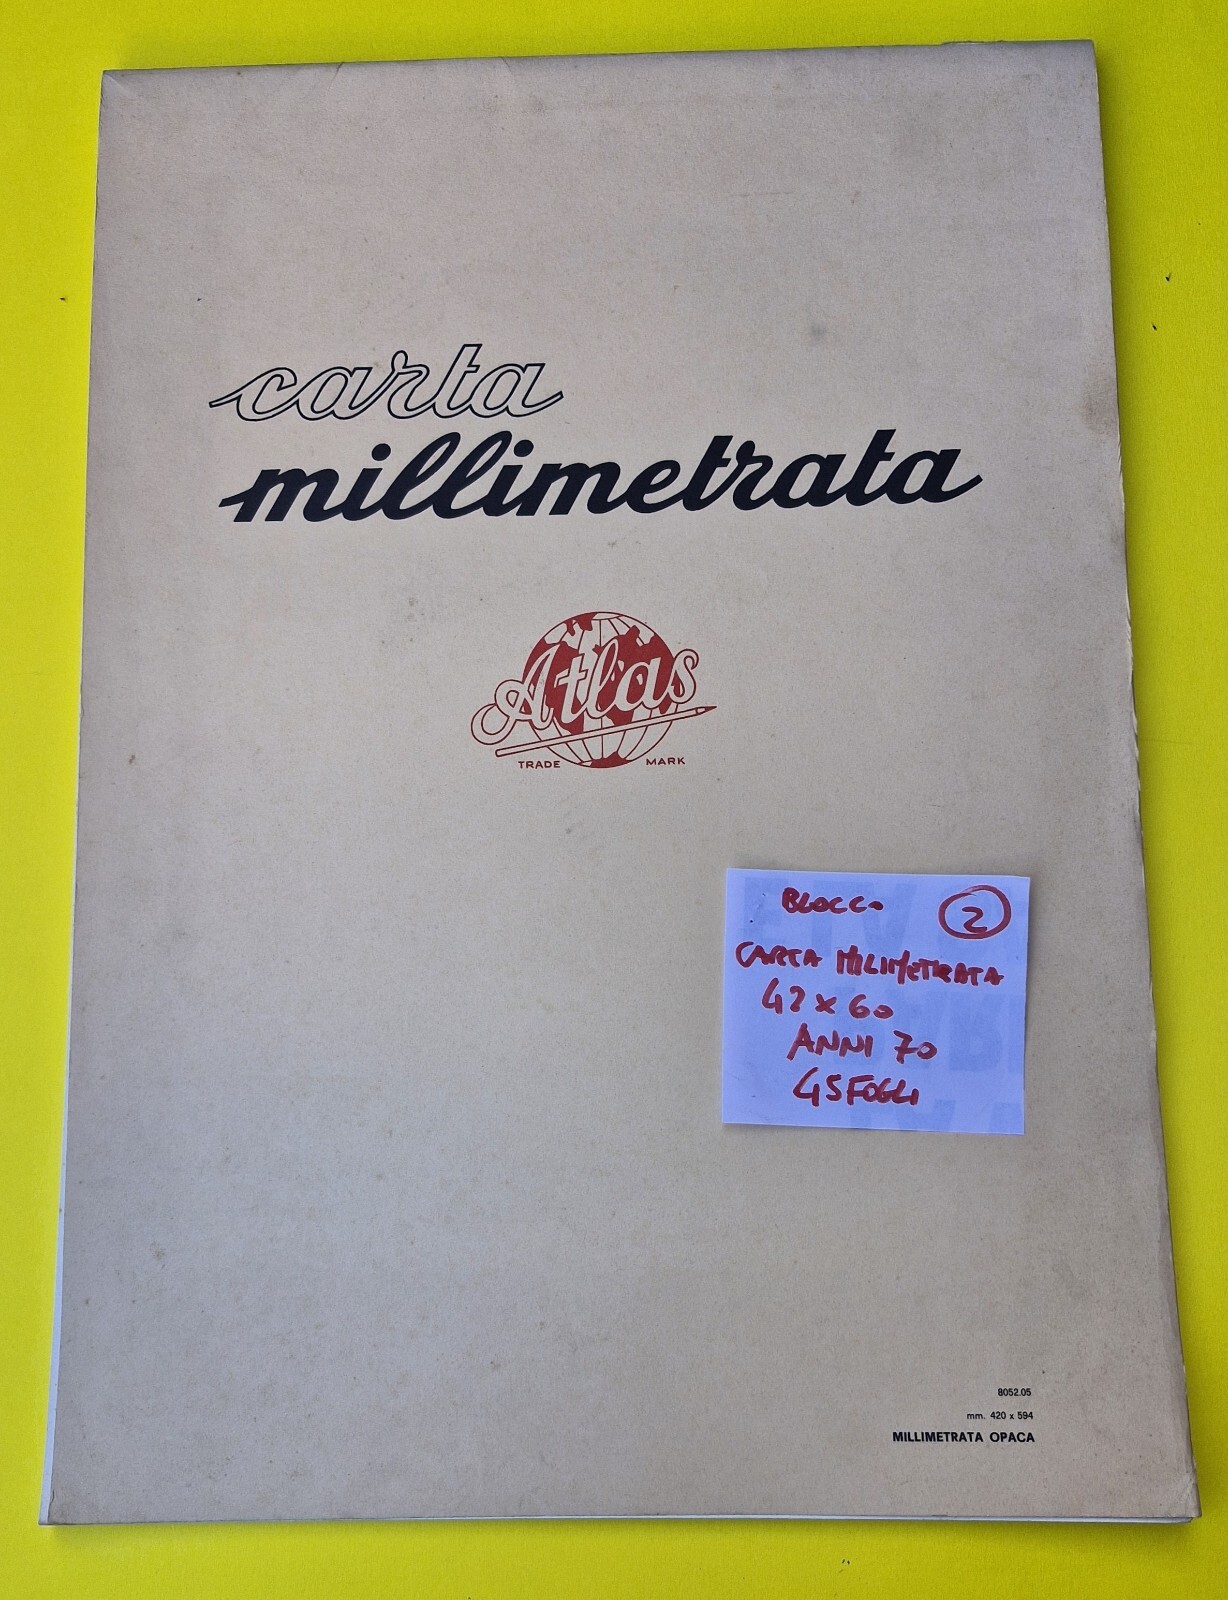 carta
millimetrata
Atlas
TRADE MARK
BLOCCO 2
CARTA MILIMETRATA
42 x 60
ANNI 70
45 FOGLI
8052.05
mm. 420 x 594
MILLIMETRATA OPACA